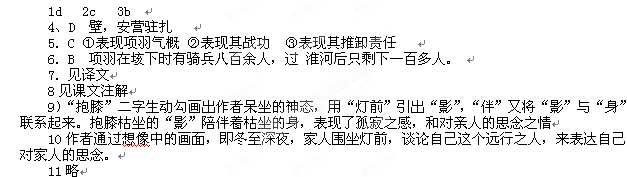 1d 2c 3b
4、D 壁，安营驻扎
5. C ①表现项羽气概 ②表现其战功 ③表现其推卸责任
6. B 项羽在垓下时有骑兵八百余人，过 淮河后只剩下一百多人。
7. 见译文
8 见课文注解
9）“抱膝”二字生动勾画出作者呆坐的神态，用“灯前”引出“影”，“伴”又将“影”与“身”
联系起来。抱膝枯坐的“影”陪伴着枯坐的身，表现了孤寂之感，和对亲人的思念之情
10 作者通过想像中的画面，即冬至深夜，家人围坐灯前，谈论自己这个远行之人，来表达自己
对家人的思念。
11 略